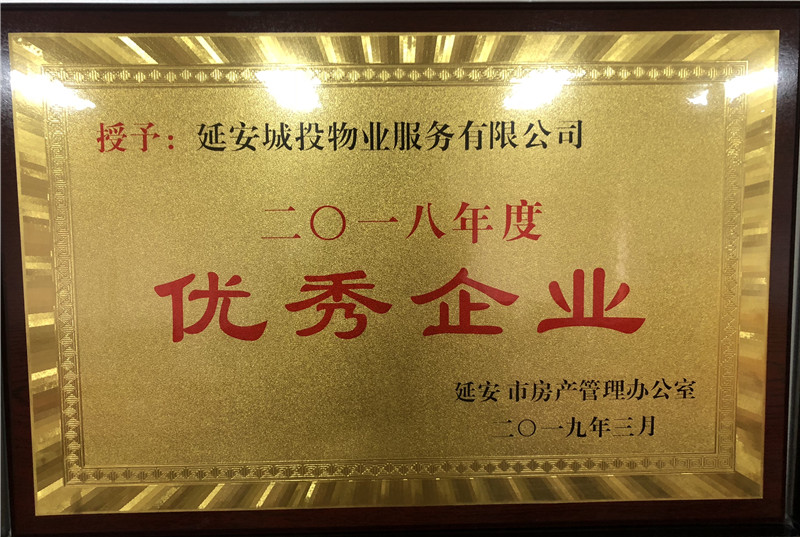 授予：延安城投物业服务有限公司
二〇一八年度
优秀企业
延安 市房产管理办公室
二〇一九年三月